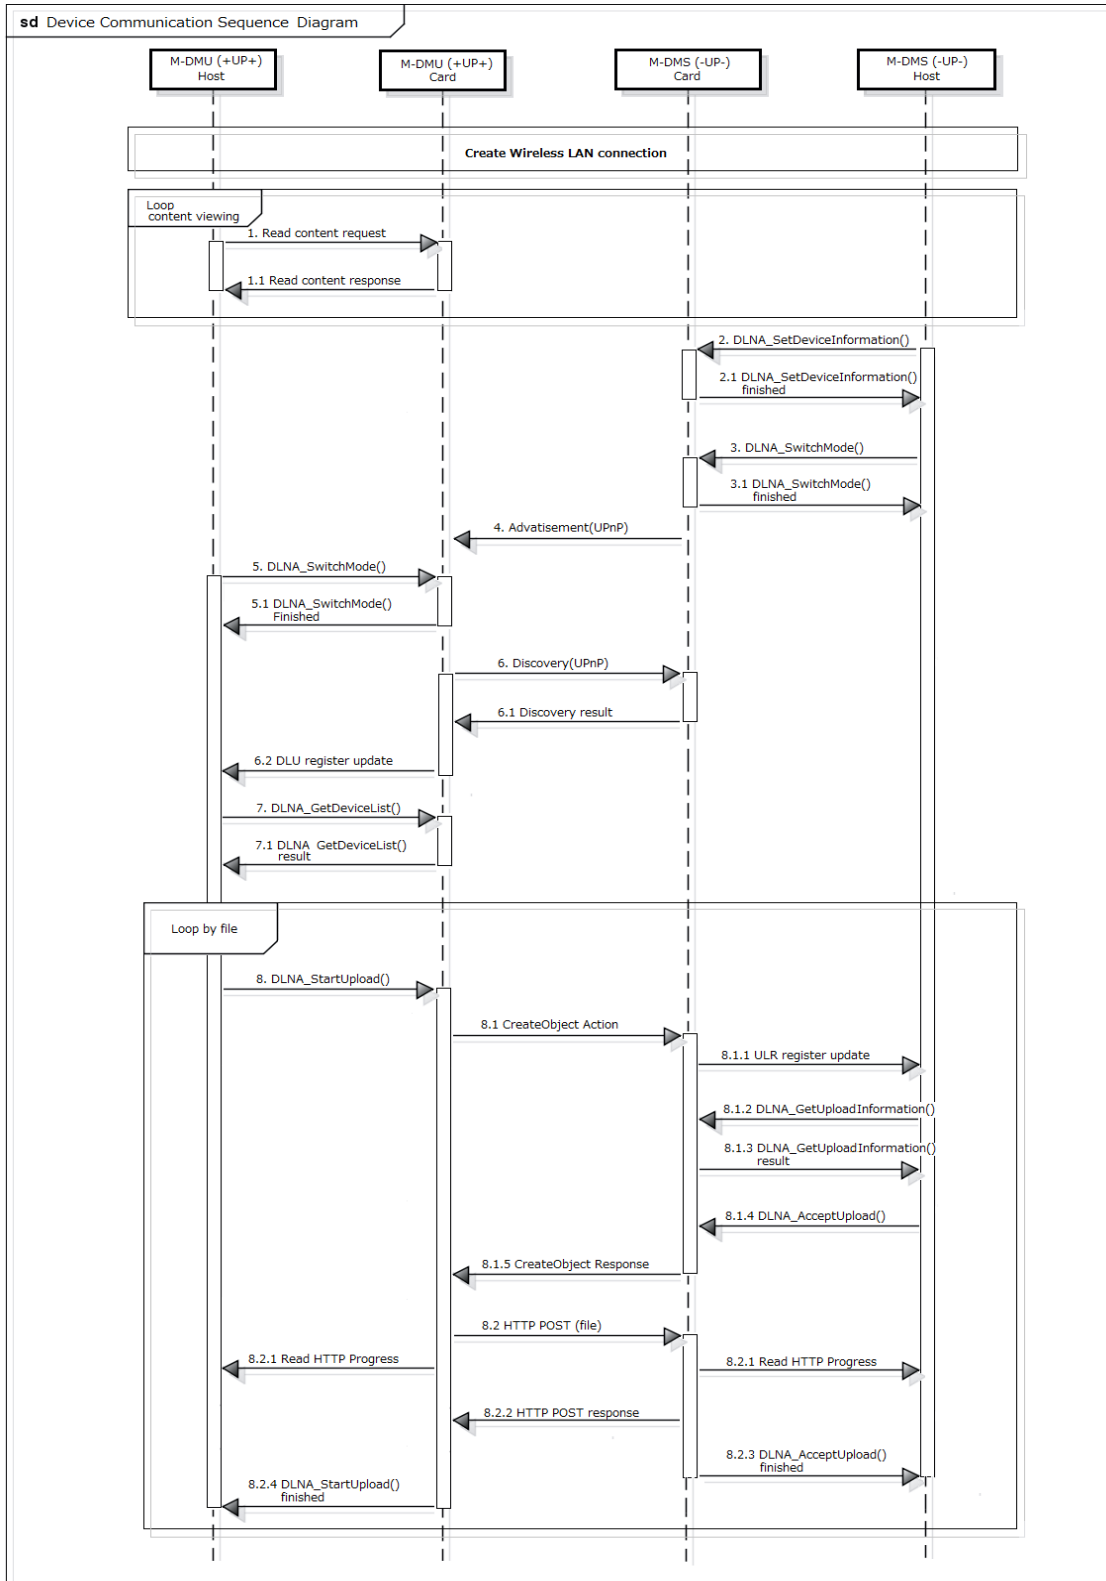 sd Device Communication Sequence Diagram
M-DMU (+UP+)
Host
M-DMU (+UP+)
Card
M-DMS (-UP-)
Card
M-DMS (-UP-)
Host
Create Wireless LAN connection
Loop
content viewing
1. Read content request
1.1 Read content response
2. DLNA_SetDeviceInformation()
2.1 DLNA_SetDeviceInformation()
finished
3. DLNA_SwitchMode()
3.1 DLNA_SwitchMode()
finished
4. Advatisement(UPnP)
5. DLNA_SwitchMode()
5.1 DLNA_SwitchMode()
Finished
6. Discovery(UPnP)
6.1 Discovery result
6.2 DLU register update
7. DLNA_GetDeviceList()
7.1 DLNA_GetDeviceList()
result
Loop by file
8. DLNA_StartUpload()
8.1 CreateObject Action
8.1.1 ULR register update
8.1.2 DLNA_GetUploadInformation()
8.1.3 DLNA_GetUploadInformation()
result
8.1.4 DLNA_AcceptUpload()
8.1.5 CreateObject Response
8.2 HTTP POST (file)
8.2.1 Read HTTP Progress
8.2.1 Read HTTP Progress
8.2.2 HTTP POST response
8.2.3 DLNA_AcceptUpload()
finished
8.2.4 DLNA_StartUpload()
finished